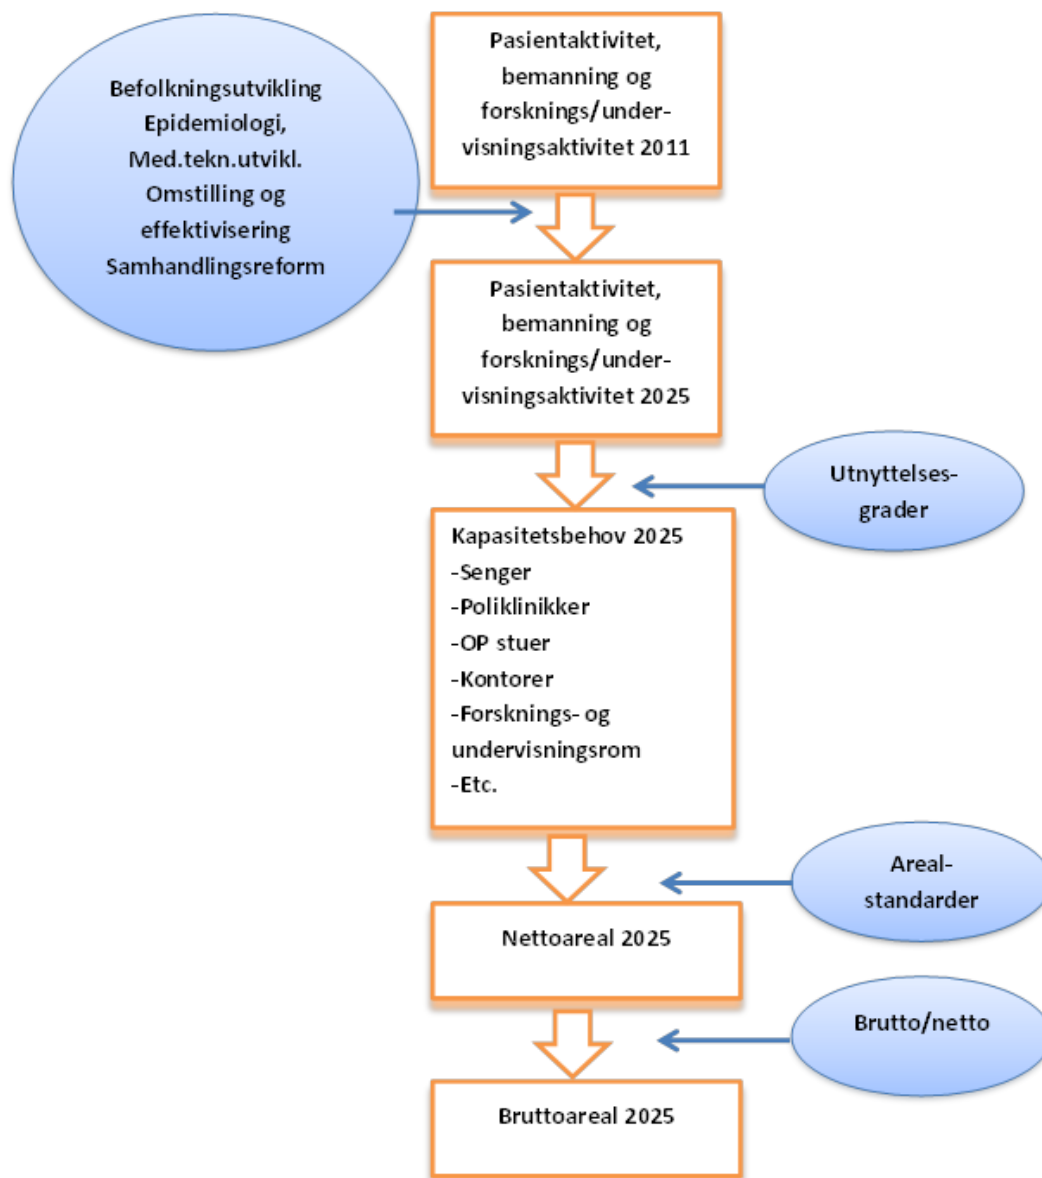 Pasientaktivitet,
bemanning og
forsknings/under-
visningsaktivitet 2011
Befolkningsutvikling
Epidemiologi,
Med.tekn.utvikl.
Omstilling og
effektivisering
Samhandlingsreform
Pasientaktivitet,
bemanning og
forsknings/under-
visningsaktivitet 2025
Utnyttelses-
grader
Kapasitetsbehov 2025
-Senger
-Poliklinikker
-OP stuer
-Kontorer
-Forsknings- og
undervisningsrom
-Etc.
Areal-
standarder
Nettoareal 2025
Brutto/netto
Bruttoareal 2025